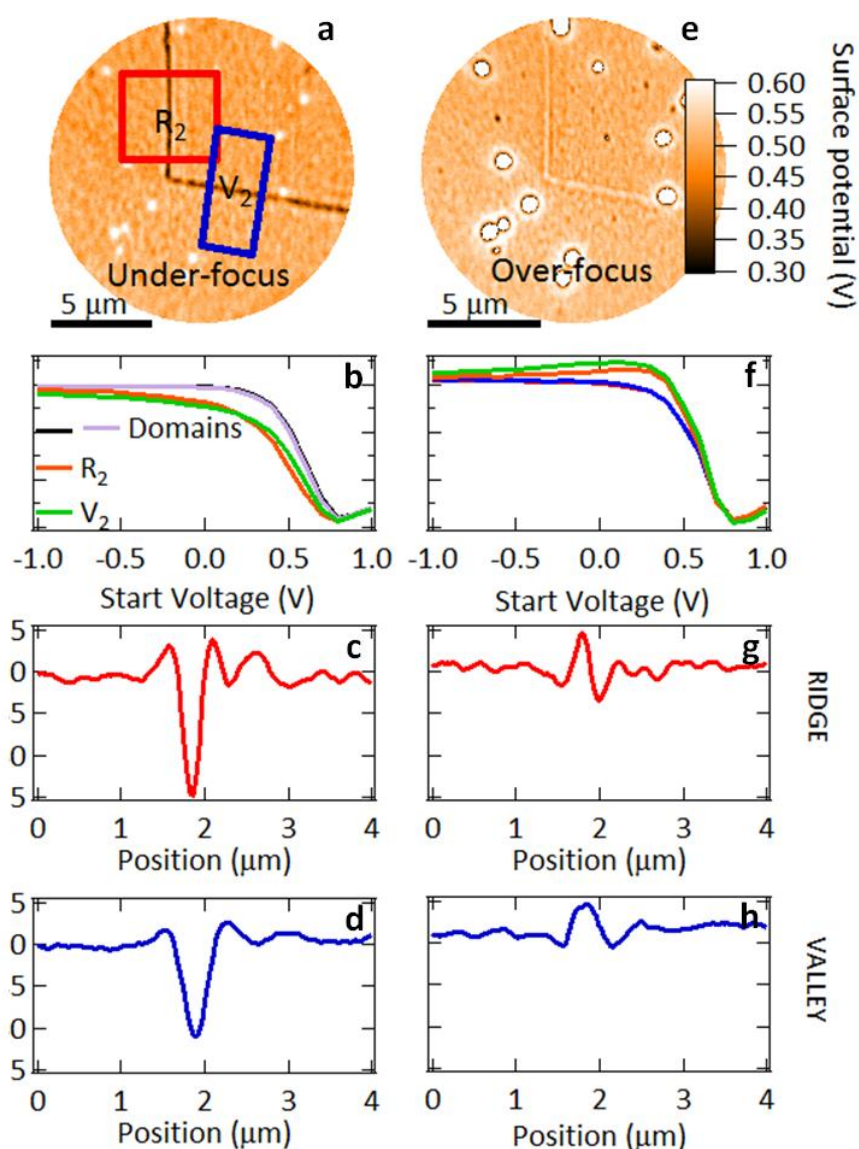 a
R2
V2
Under-focus
5 μm
e
Over-focus
5 μm
0.60
0.55
0.50
0.45
0.40
0.35
0.30
Surface potential (V)
b
Domains
R2
V2
-1.0 -0.5 0.0 0.5 1.0
Start Voltage (V)
f
-1.0 -0.5 0.0 0.5 1.0
Start Voltage (V)
c
5
0
5
0
5
0 1 2 3 4
Position (μm)
g
0 1 2 3 4
Position (μm)
RIDGE
d
5
0
5
0
5
0 1 2 3 4
Position (μm)
h
0 1 2 3 4
Position (μm)
VALLEY